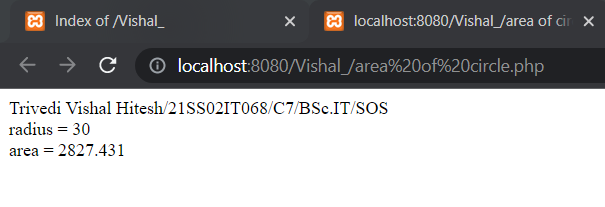 Index of /Vishal_
localhost:8080/Vishal_/area of cir
localhost:8080/Vishal_/area%20of%20circle.php
Trivedi Vishal Hitesh/21SS02IT068/C7/BSc.IT/SOS
radius = 30
area = 2827.431